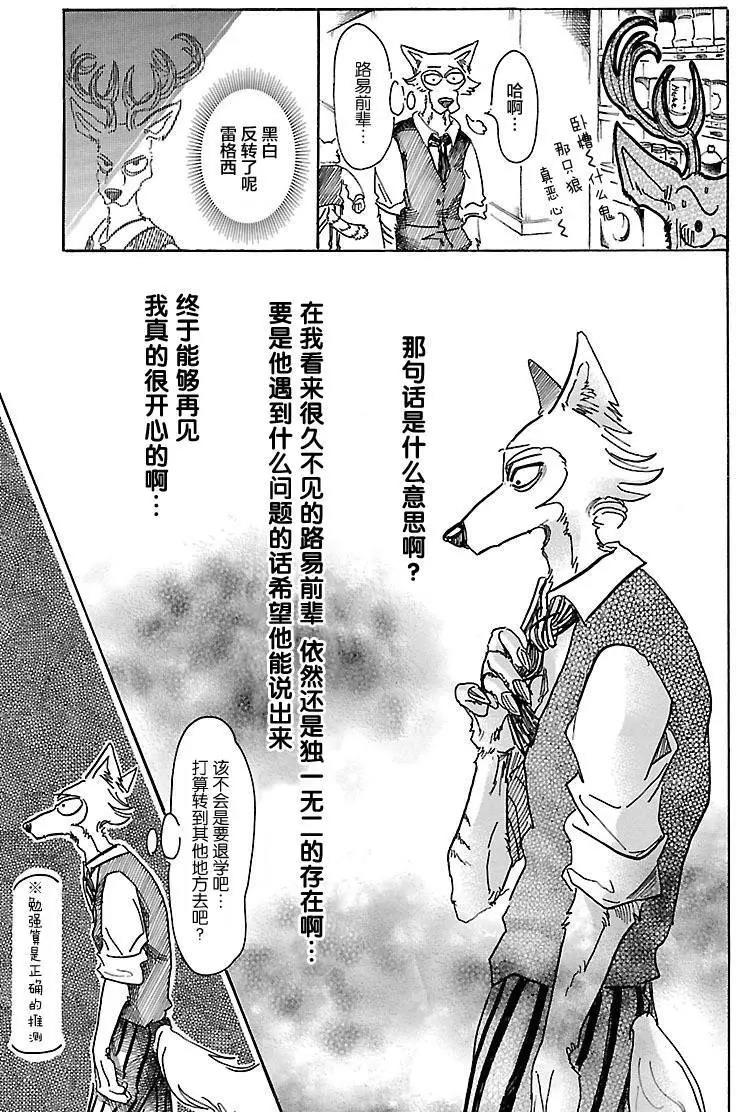 卧槽～什么鬼
那只狼
真恶心～
哈啊…
路易前辈…
黑白
反转了呢
雷格西
那句话是什么意思啊？
在我看来很久不见的路易前辈 依然还是独一无二的存在啊…
要是他遇到什么问题的话希望他能说出来
终于能够再见
我真的很开心的啊…
该不会是要退学吧…
打算转到其他地方去吧？
※勉强算是正确的推测